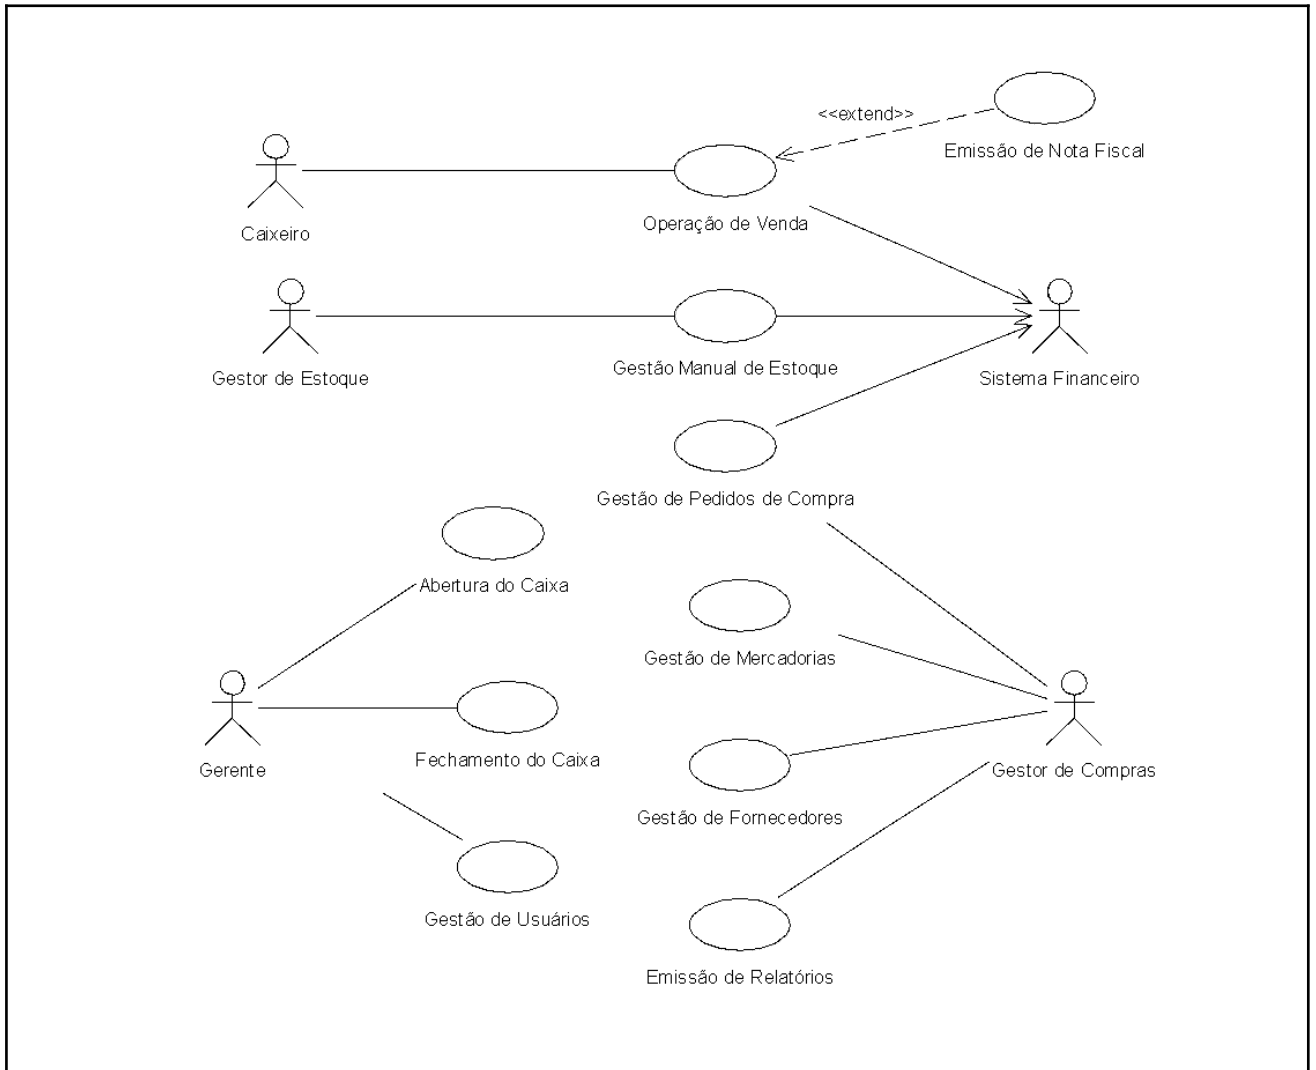 <<extend>>
Emissão de Nota Fiscal
Caixeiro
Operação de Venda
Gestor de Estoque
Gestão Manual de Estoque
Sistema Financeiro
Gestão de Pedidos de Compra
Abertura do Caixa
Gestão de Mercadorias
Gerente
Fechamento do Caixa
Gestor de Compras
Gestão de Fornecedores
Gestão de Usuários
Emissão de Relatórios